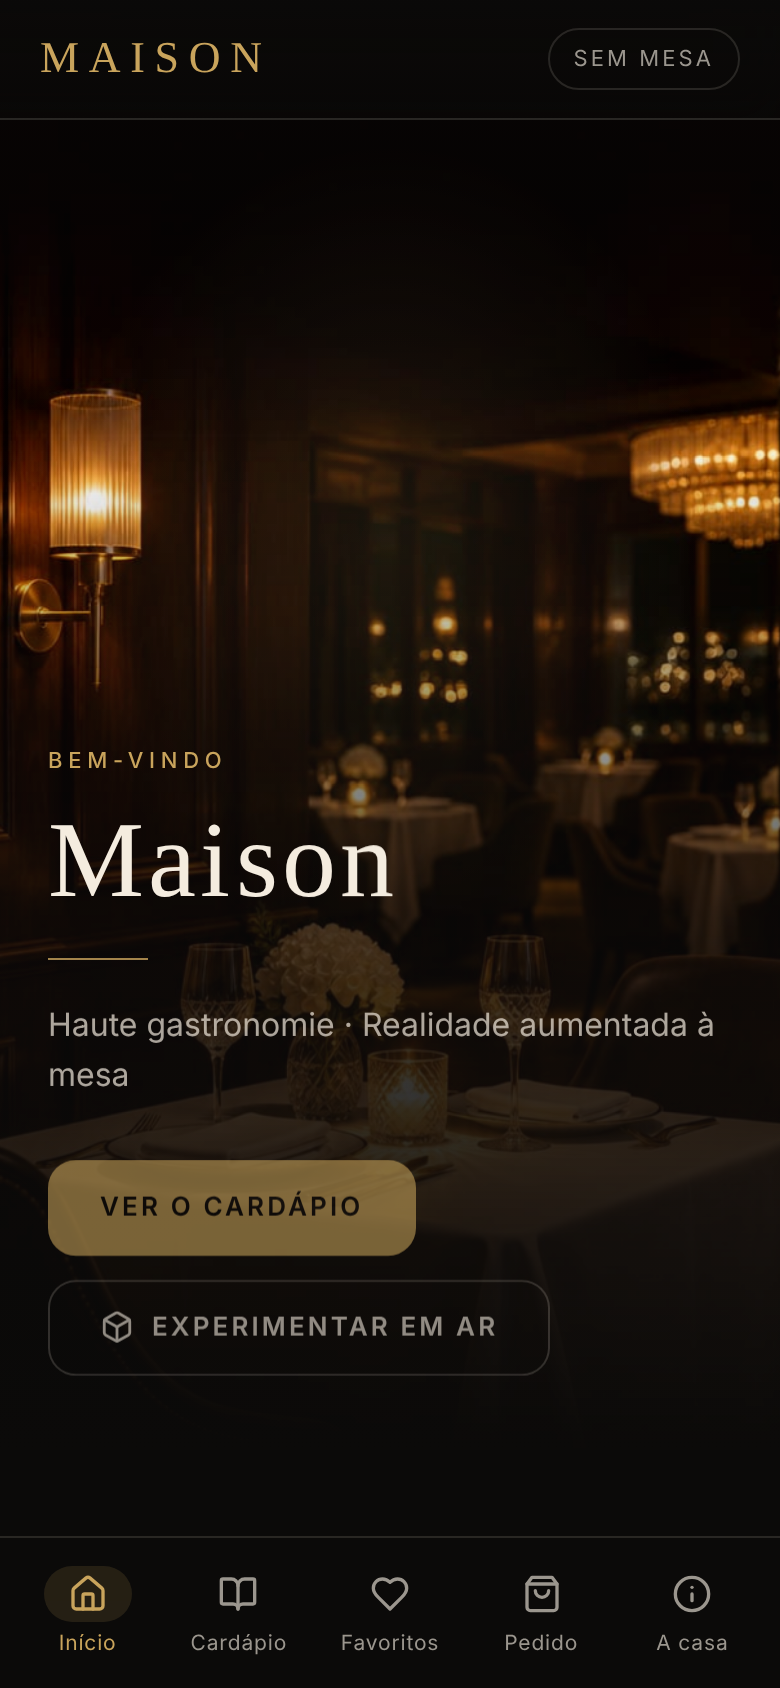 MAISON
SEM MESA
BEM-VINDO
Maison
Haute gastronomie · Realidade aumentada à
mesa
VER O CARDÁPIO
EXPERIMENTAR EM AR
Início
Cardápio
Favoritos
Pedido
A casa